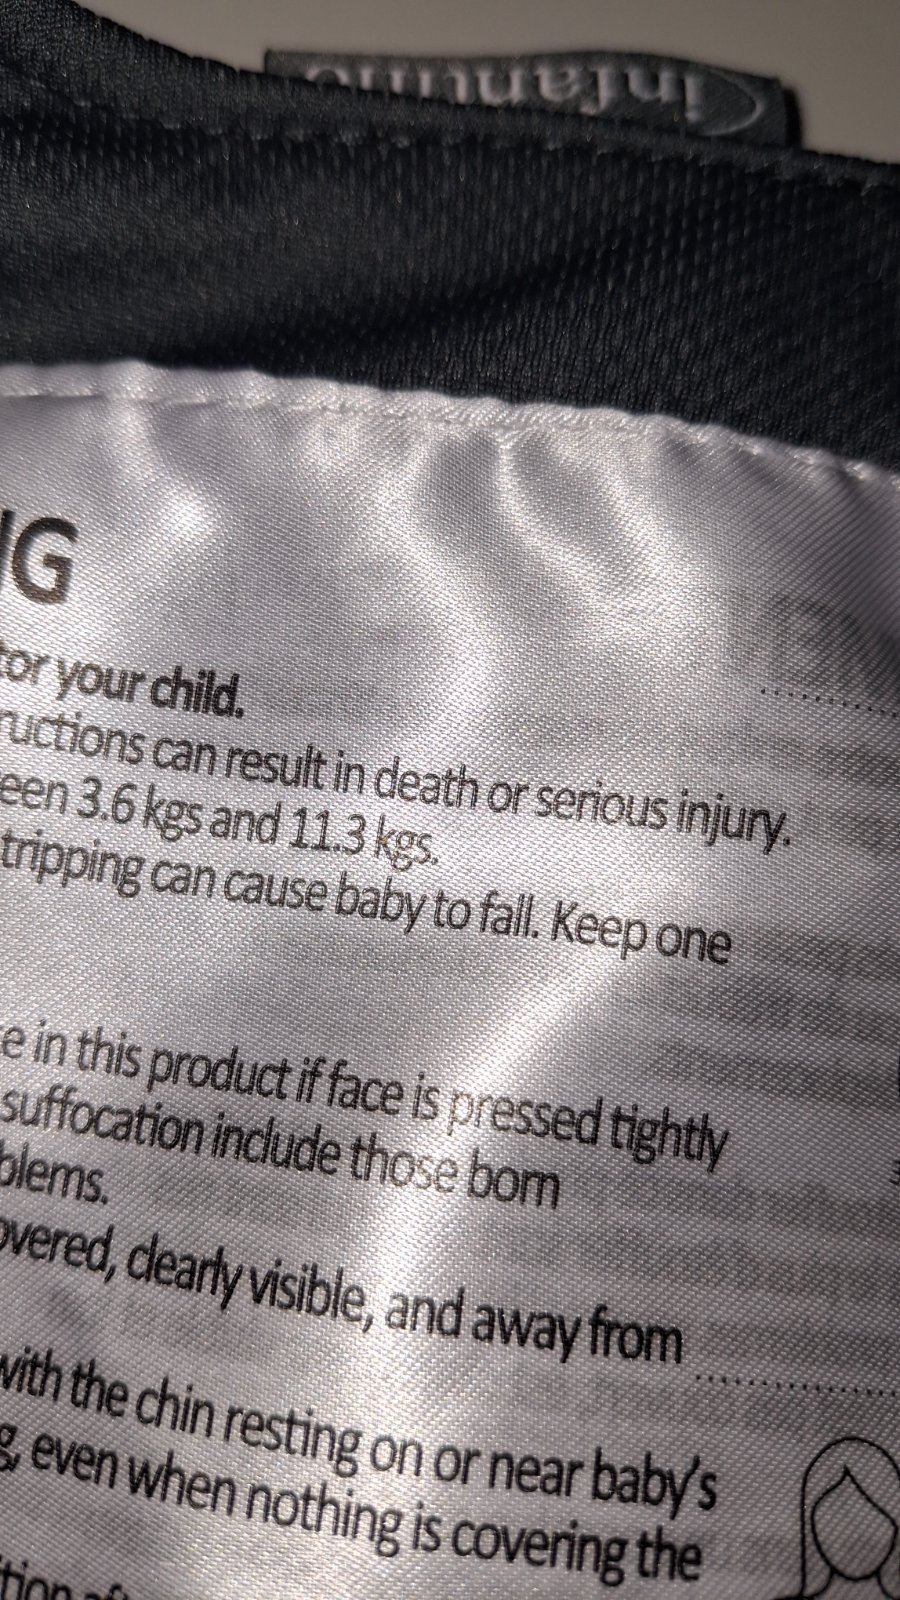 infantino
IG
tor your child.
ructions can result in death or serious injury.
een 3.6 kgs and 11.3 kgs.
tripping can cause baby to fall. Keep one
e in this product if face is pressed tightly
suffocation include those born
blems.
overed, clearly visible, and away from
with the chin resting on or near baby's
g, even when nothing is covering the